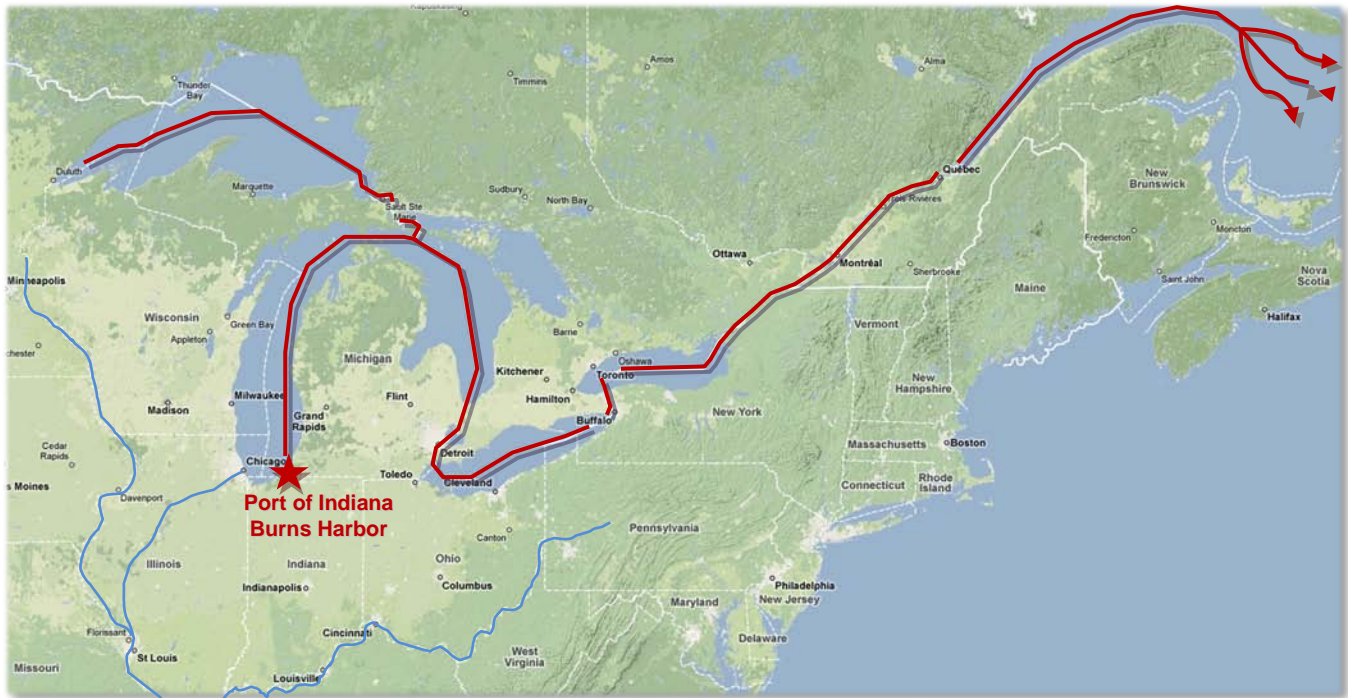 Kapuskasing
Amos
Alma
Timmins
Thunder
Bay
Duluth
Marquette
Sault Ste
Marie
Sudbury
North Bay
Québec
New
Brunswick
Ottawa
Montréal
Sherbrooke
Fredericton
Moncton
Minneapolis
Maine
Saint John
Nova
Scotia
Halifax
Wisconsin
Green Bay
Appleton
Barrie
Vermont
Michigan
Oshawa
Toronto
Kitchener
Hamilton
New
Hampshire
Milwaukee
Madison
Grand
Rapids
Flint
Buffalo
New York
Massachusetts
Boston
Cedar
Rapids
Chicago
Detroit
Toledo
Cleveland
Connecticut
Rhode
Island
s Moines
Davenport
Port of Indiana
Burns Harbor
Canton
Pennsylvania
Illinois
Indiana
Ohio
Indianapolis
Columbus
Philadelphia
New Jersey
Maryland
Delaware
Florissant
Cincinnati
St Louis
West
Virginia
Missouri
Louisville